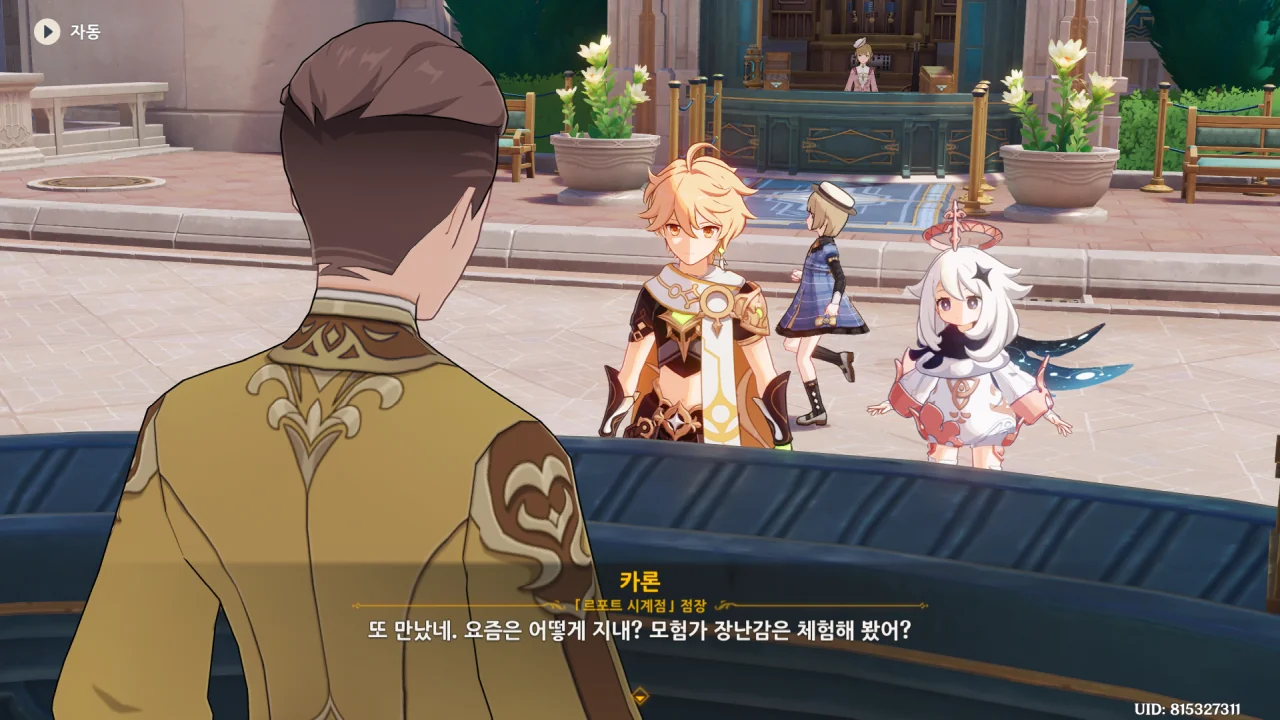 자동
카론
「르포트 시계점」 점장
또 만났네. 요즘은 어떻게 지내? 모험가 장난감은 체험해 봤어?
UID: 815327311